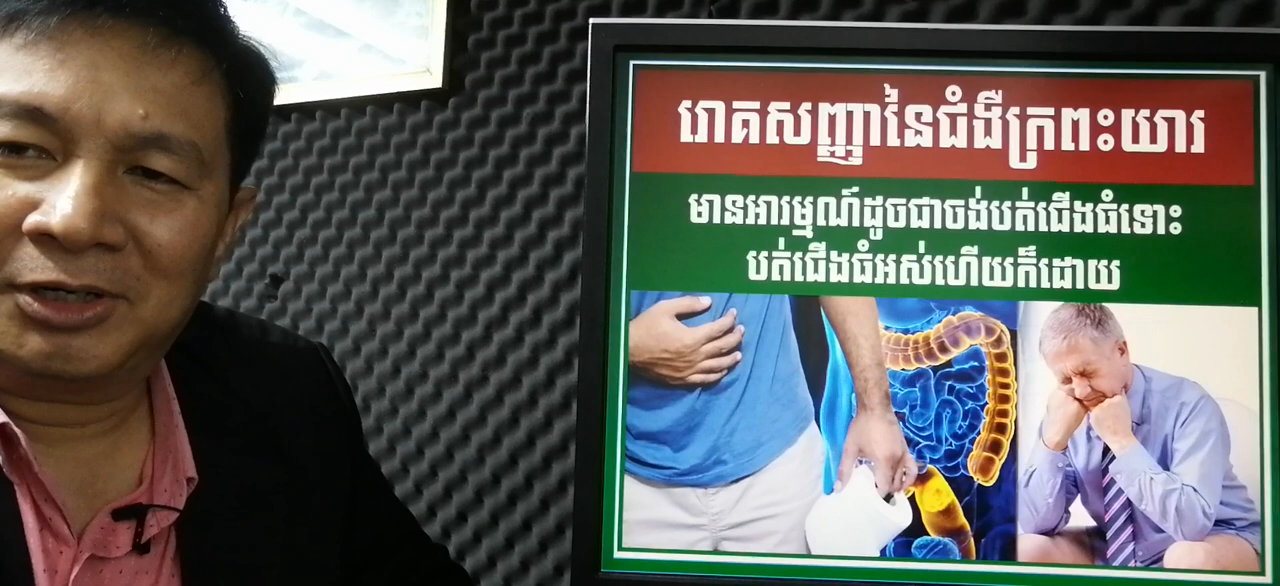 រោគសញ្ញានៃជំងឺក្រពះយារ
មានអារម្មណ៍ដូចជាចង់បត់ជើងធំទោះ
បត់ជើងធំអស់ហើយក៏ដោយ